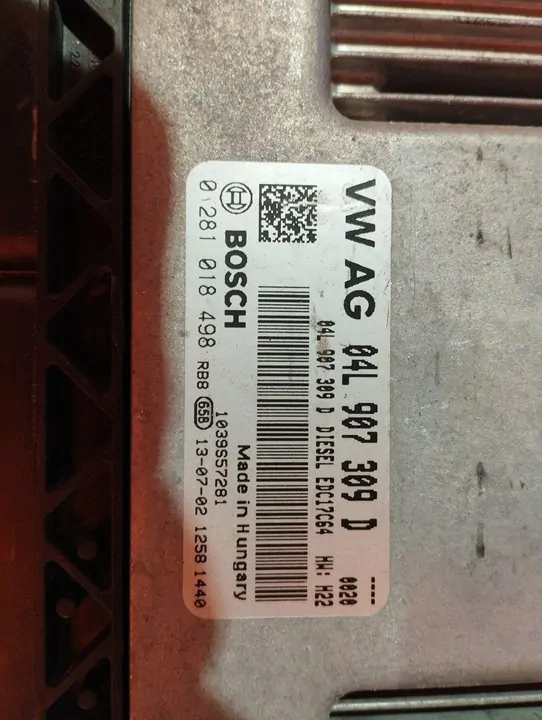 VW AG 04L 907 309 D ----
0020
04L 907 309 D DIESEL EDC17C64 HW: H22
BOSCH
Made in Hungary
1039S57281
0 281 018 498 RB8 65B 13-07-02 1258 1440